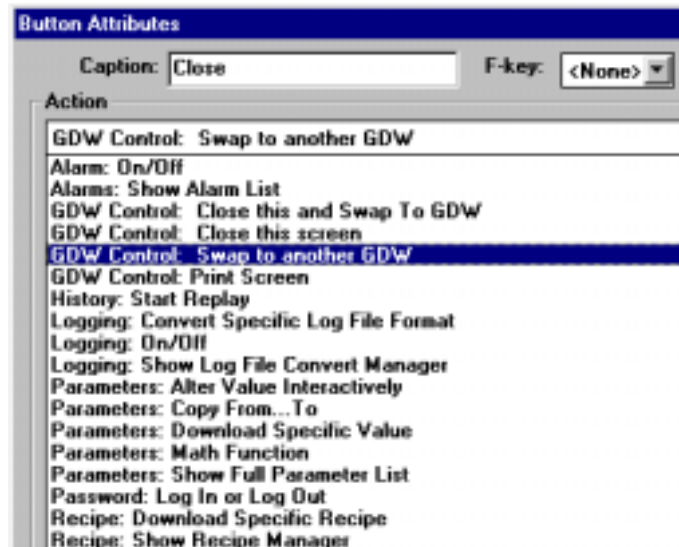 Button Attributes
Caption: Close F-key: <None>
Action
GDW Control: Swap to another GDW
Alarm: On/Off
Alarms: Show Alarm List
GDW Control: Close this and Swap To GDW
GDW Control: Close this screen
GDW Control: Swap to another GDW
GDW Control: Print Screen
History: Start Replay
Logging: Convert Specific Log File Format
Logging: On/Off
Logging: Show Log File Convert Manager
Parameters: Alter Value Interactively
Parameters: Copy From...To
Parameters: Download Specific Value
Parameters: Math Function
Parameters: Show Full Parameter List
Password: Log In or Log Out
Recipe: Download Specific Recipe
Recipe: Show Recipe Manager